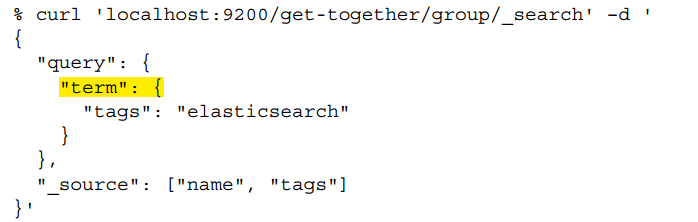 % curl 'localhost:9200/get-together/group/_search' -d '
{
  "query": {
    "term": {
      "tags": "elasticsearch"
    }
  },
  "_source": ["name", "tags"]
}'